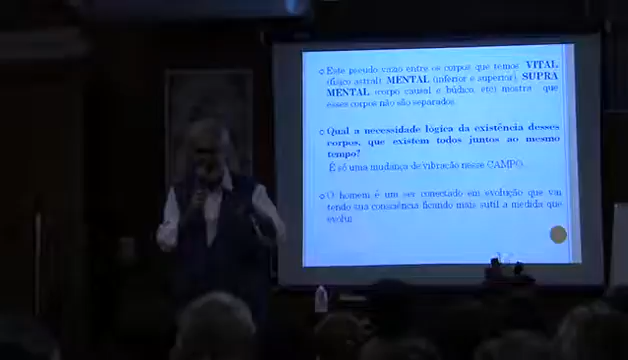 Este pseudo vazio entre os corpos que temos VITAL
(físico astral) MENTAL (inferior e superior), SUPRA
MENTAL (corpo causal e búdico, etc) mostra que
esses corpos não são separados.
Qual a necessidade lógica da existência desses
corpos, que existem todos juntos ao mesmo
tempo?
É só uma mudança de vibração nesse CAMPO.
O homem é um ser conectado em evolução que vai
tendo sua consciência ficando mais sutil a medida que
evolui